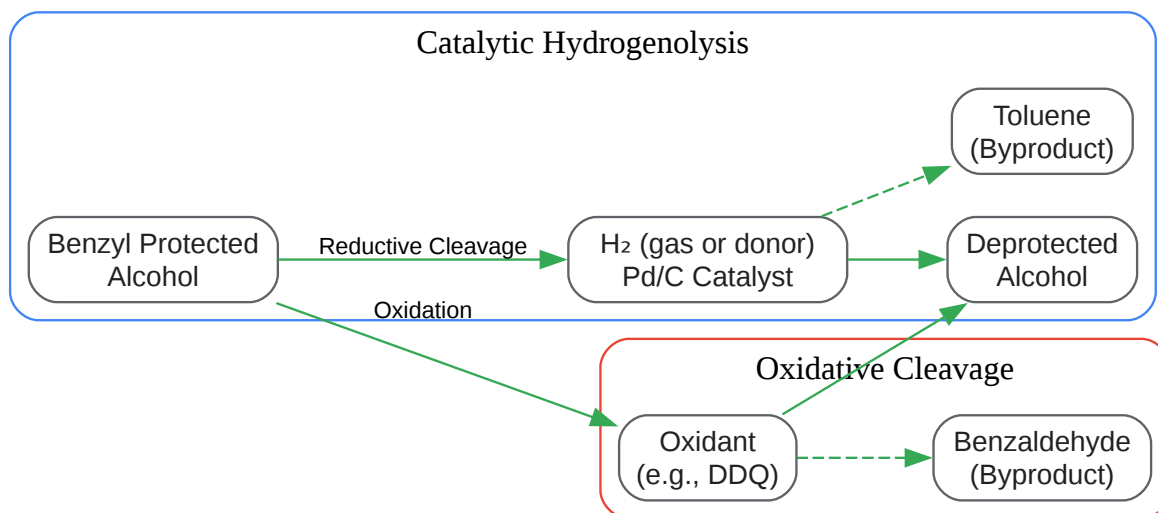 Catalytic Hydrogenolysis
Toluene
(Byproduct)
Benzyl Protected
Alcohol
Reductive Cleavage
H₂ (gas or donor)
Pd/C Catalyst
Deprotected
Alcohol
Oxidation
Oxidative Cleavage
Oxidant
(e.g., DDQ)
Benzaldehyde
(Byproduct)